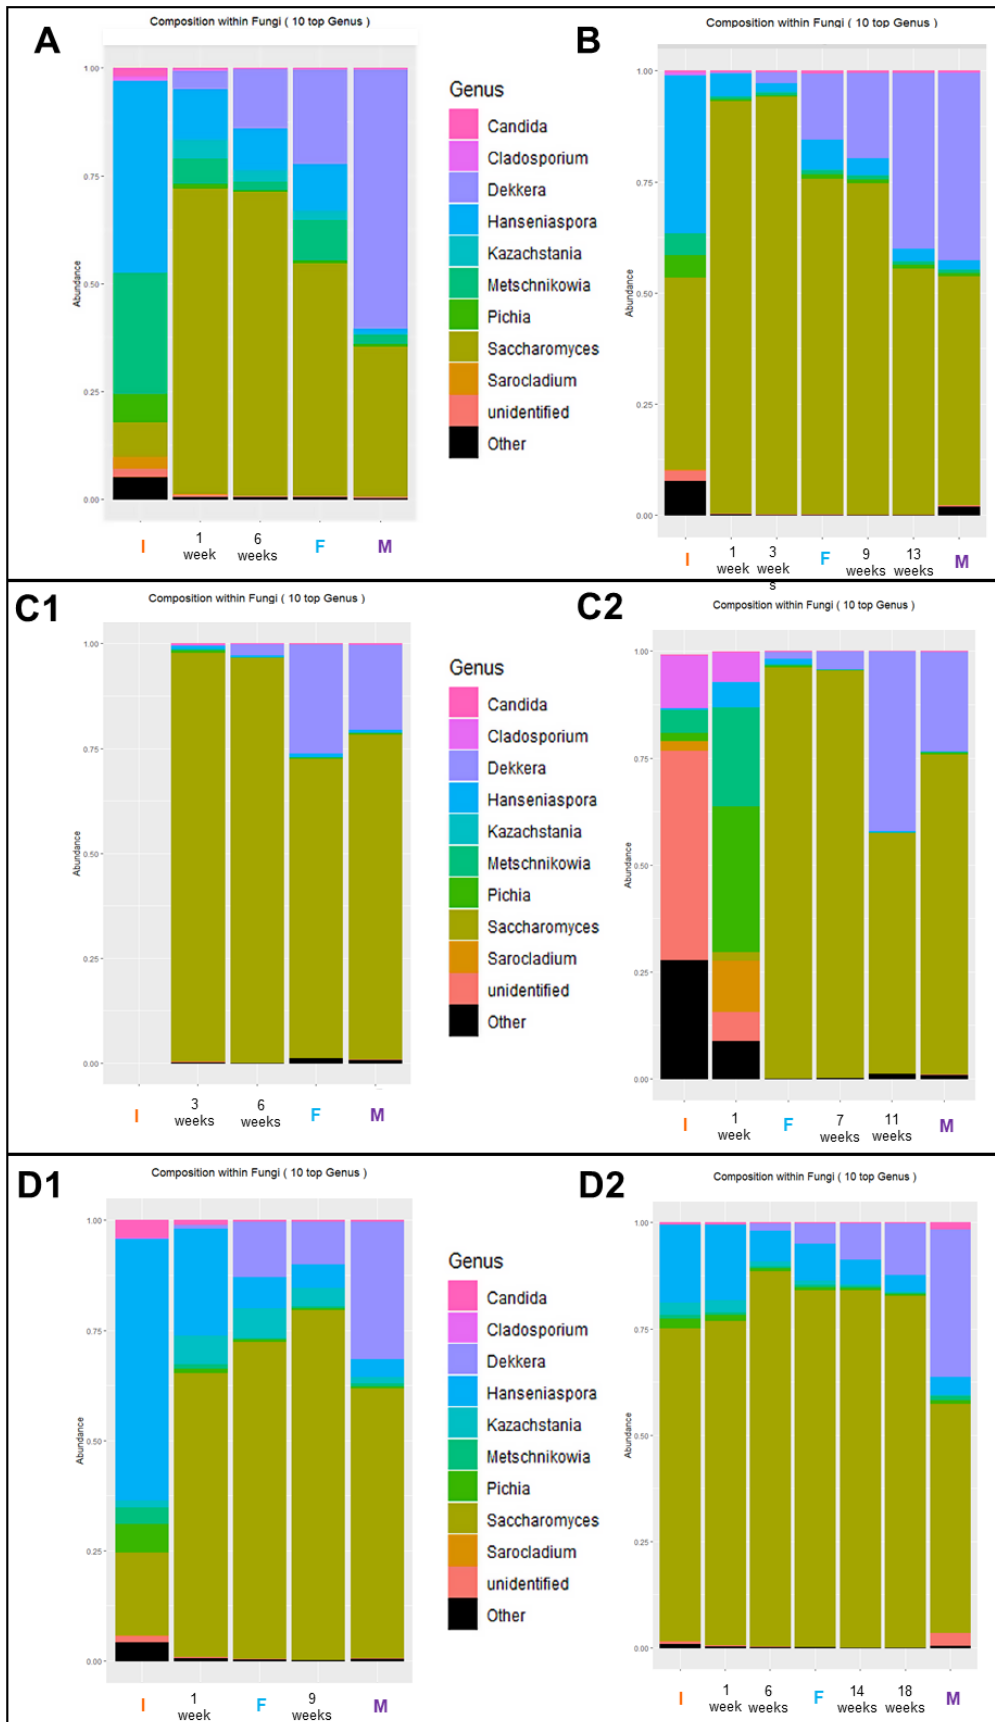 A
Composition within Fungi ( 10 top Genus )
1.00
0.75
0.50
0.25
0.00
Abundance
I
1
week
6
weeks
F
M
Genus
Candida
Cladosporium
Dekkera
Hanseniaspora
Kazachstania
Metschnikowia
Pichia
Saccharomyces
Sarocladium
unidentified
Other
B
Composition within Fungi ( 10 top Genus )
1.00
0.75
0.50
0.25
0.00
Abundance
I
1
week
3
week
s
F
9
weeks
13
weeks
M
C1
Composition within Fungi ( 10 top Genus )
1.00
0.75
0.50
0.25
0.00
Abundance
I
3
weeks
6
weeks
F
M
Genus
Candida
Cladosporium
Dekkera
Hanseniaspora
Kazachstania
Metschnikowia
Pichia
Saccharomyces
Sarocladium
unidentified
Other
C2
Composition within Fungi ( 10 top Genus )
1.00
0.75
0.50
0.25
0.00
Abundance
I
1
week
F
7
weeks
11
weeks
M
D1
Composition within Fungi ( 10 top Genus )
1.00
0.75
0.50
0.25
0.00
Abundance
I
1
week
F
9
weeks
M
Genus
Candida
Cladosporium
Dekkera
Hanseniaspora
Kazachstania
Metschnikowia
Pichia
Saccharomyces
Sarocladium
unidentified
Other
D2
Composition within Fungi ( 10 top Genus )
1.00
0.75
0.50
0.25
0.00
Abundance
I
1
week
6
weeks
F
14
weeks
18
weeks
M